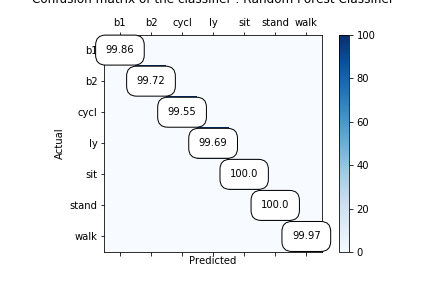 Confusion matrix of the classifier : Random Forest Classifier
b1 b2 cycl ly sit stand walk
b1 99.86
b2 99.72
cycl 99.55
ly 99.69
sit 100.0
stand 100.0
walk 99.97
Actual
Predicted
100
80
60
40
20
0